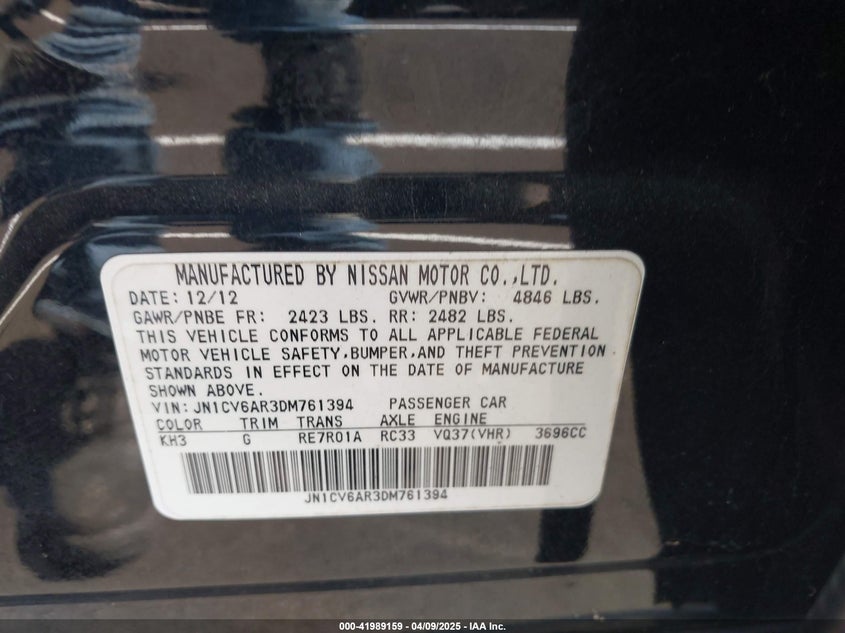 MANUFACTURED BY NISSAN MOTOR CO.,LTD.
DATE: 12/12 GVWR/PNBV: 4846 LBS.
GAWR/PNBE FR: 2423 LBS. RR: 2482 LBS.
THIS VEHICLE CONFORMS TO ALL APPLICABLE FEDERAL
MOTOR VEHICLE SAFETY,BUMPER,AND THEFT PREVENTION
STANDARDS IN EFFECT ON THE DATE OF MANUFACTURE
SHOWN ABOVE.
VIN: JN1CV6AR3DM761394 PASSENGER CAR
COLOR TRIM TRANS AXLE ENGINE
KH3 G RE7R01A RC33 VQ37(VHR) 3696CC
JN1CV6AR3DM761394
000-41989159 - 04/09/2025 - IAA Inc.